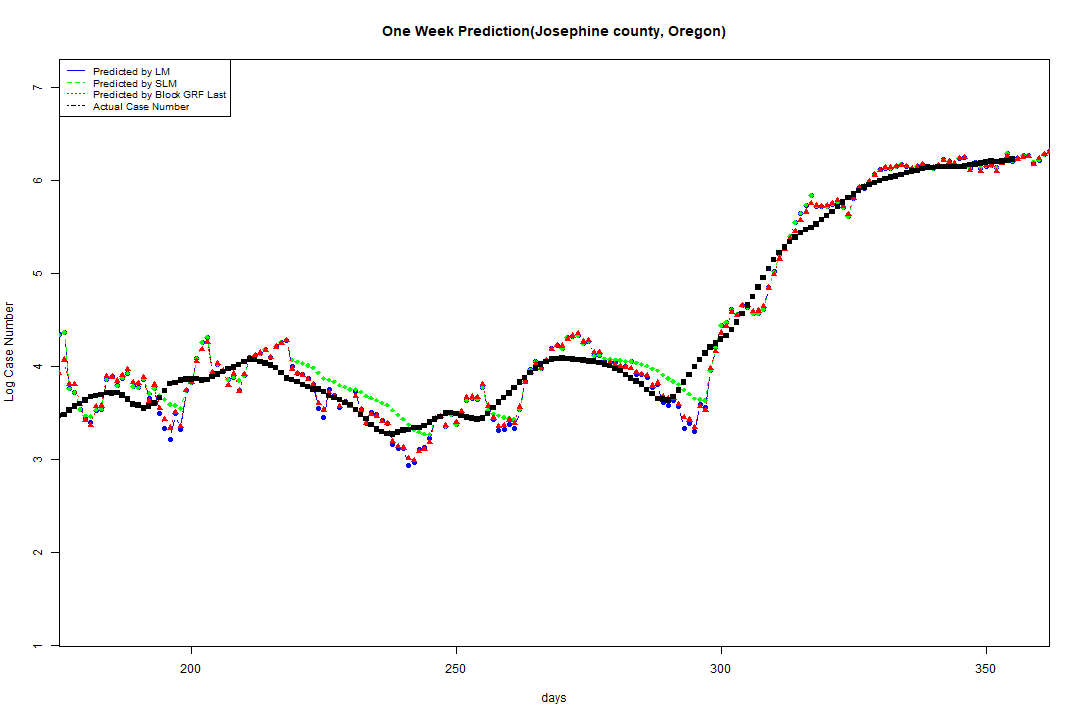 One Week Prediction(Josephine county, Oregon)
Predicted by LM
Predicted by SLM
Predicted by Block GRF Last
Actual Case Number
7
6
5
4
3
2
1
Log Case Number
200
250
300
350
days